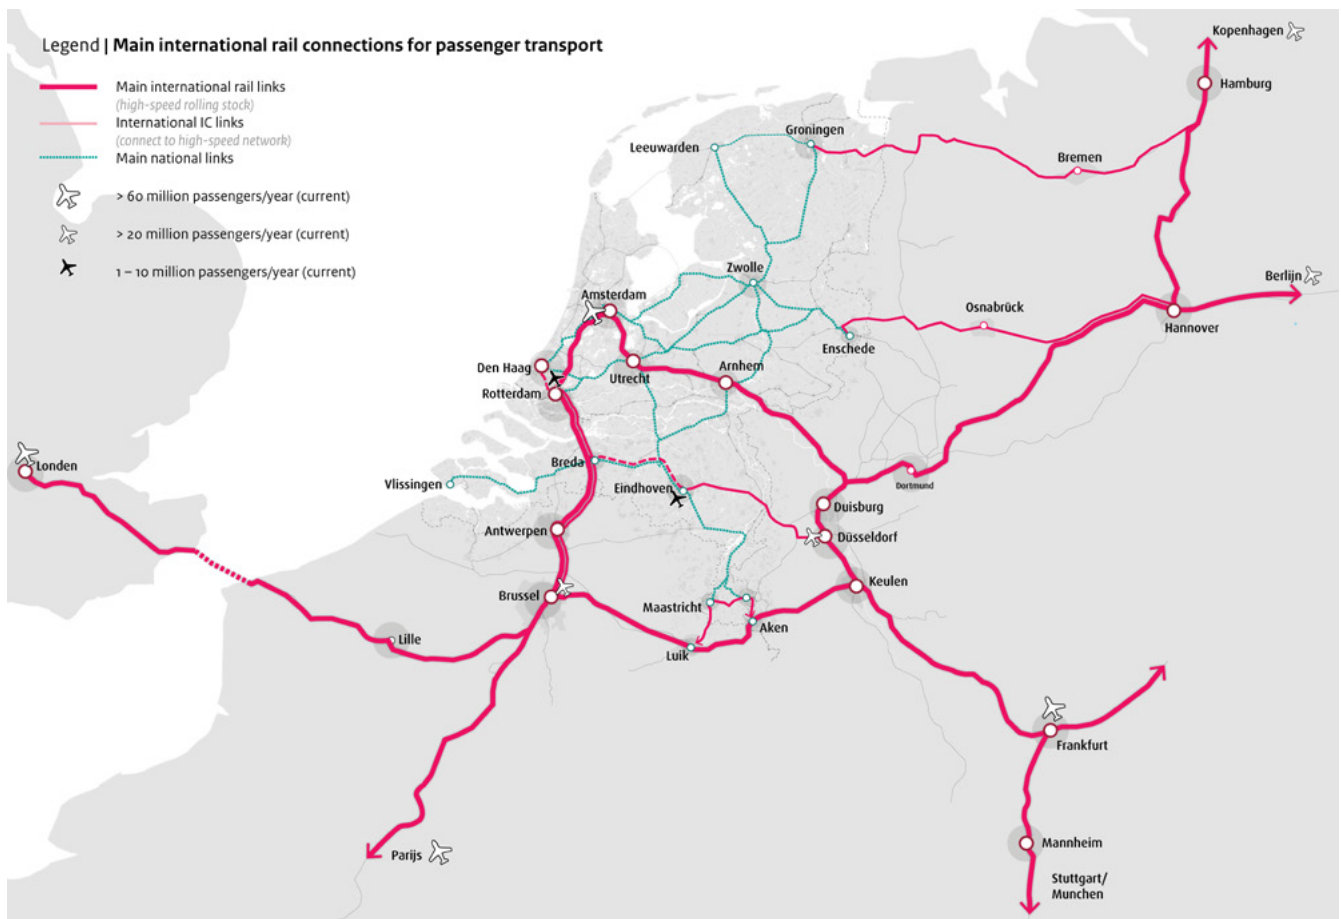 Legend | Main international rail connections for passenger transport
Main international rail links
(high-speed rolling stock)
International IC links
(connect to high-speed network)
Main national links
> 60 million passengers/year (current)
> 20 million passengers/year (current)
1 – 10 million passengers/year (current)
Kopenhagen
Hamburg
Groningen
Leeuwarden
Bremen
Zwolle
Berlijn
Amsterdam
Osnabrück
Hannover
Enschede
Den Haag
Utrecht
Arnhem
Rotterdam
Londen
Breda
Vlissingen
Eindhoven
Dortmund
Duisburg
Antwerpen
Düsseldorf
Keulen
Brussel
Maastricht
Aken
Lille
Luik
Frankfurt
Mannheim
Parijs
Stuttgart/
Munchen